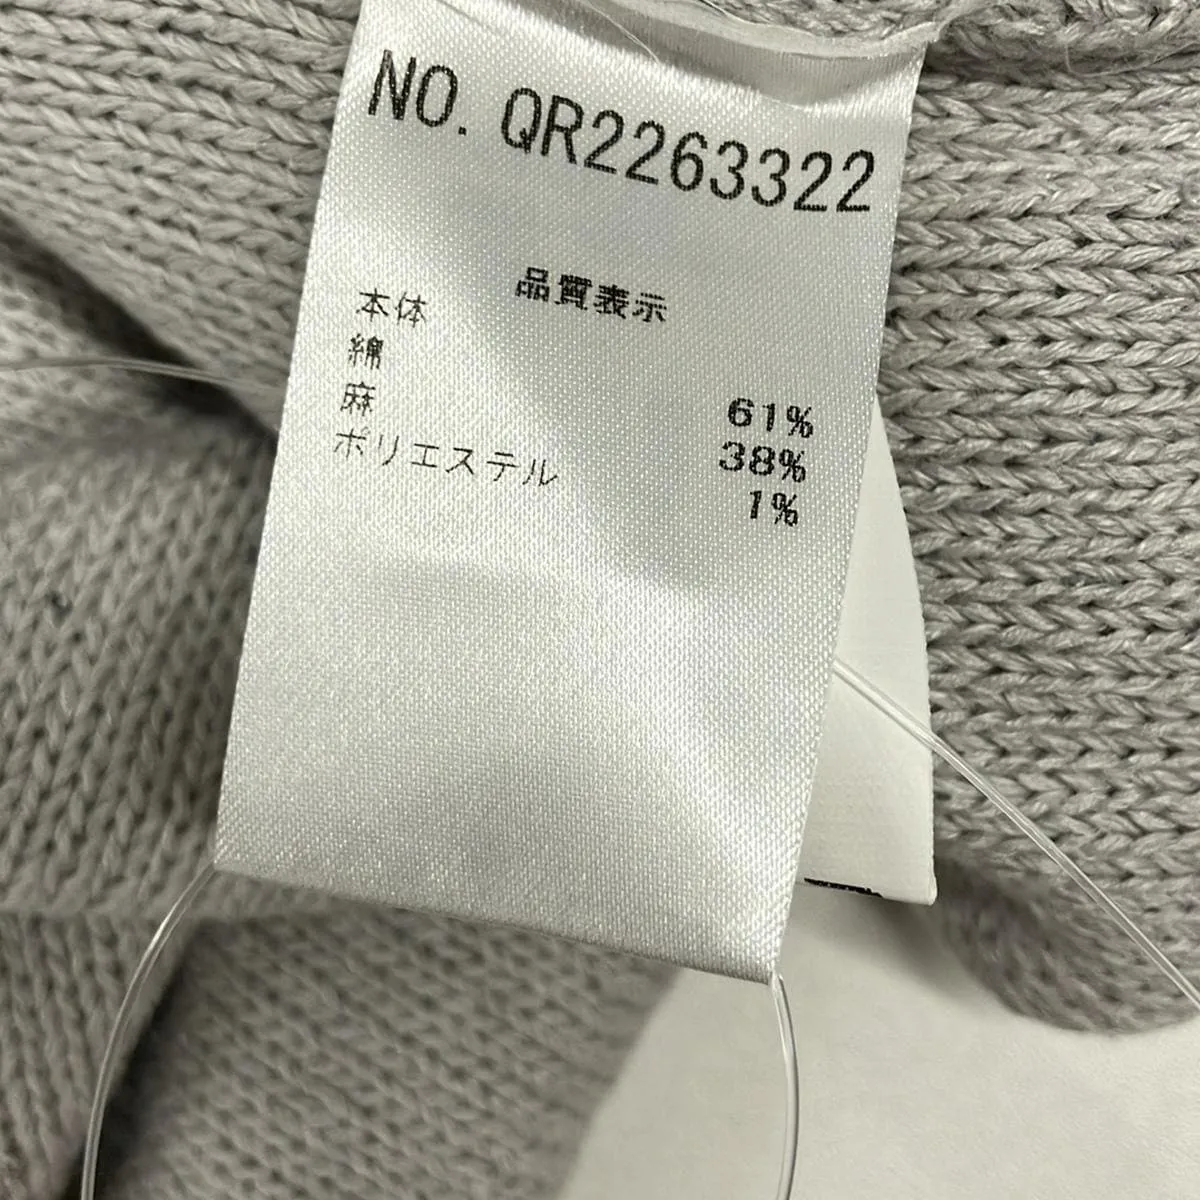 NO. QR2263322
品質表示
本体
綿 61%
麻 38%
ポリエステル 1%